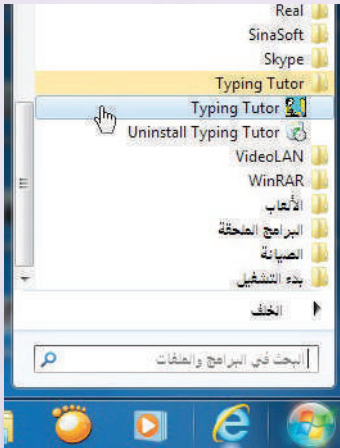 Real
SinaSoft
Skype
Typing Tutor
Typing Tutor
Uninstall Typing Tutor
VideoLAN
WinRAR
الألعاب
البرامج الملحقة
الصيانة
بدء التشغيل
الخلف
البحث في البرامج والملفات